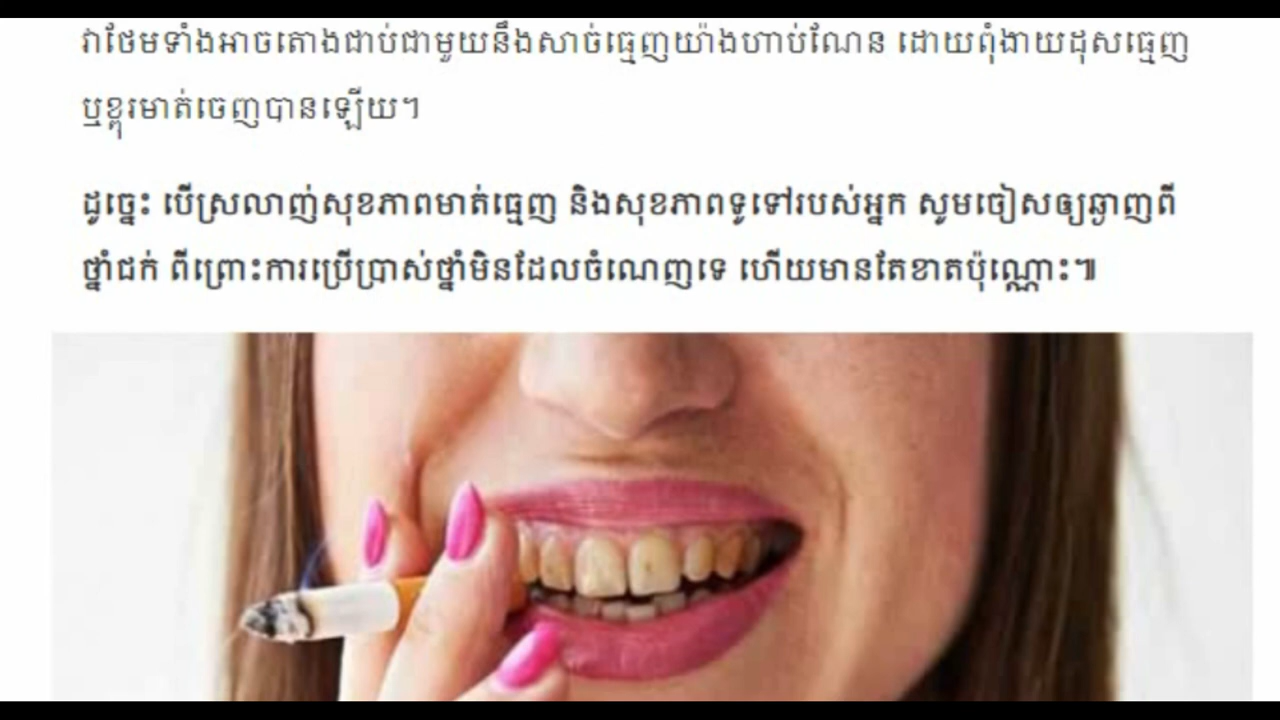 វាថែមទាំងអាចតោងជាប់ជាមួយនឹងសាច់ធ្មេញយ៉ាងហាប់ណែន ដោយពុំងាយដុសធ្មេញ
ឬខ្ពុរមាត់ចេញបានឡើយ។
ដូច្នេះ បើស្រលាញ់សុខភាពមាត់ធ្មេញ និងសុខភាពទូទៅរបស់អ្នក សូមចៀសឲ្យឆ្ងាញពី
ថ្នាំជក់ ពីព្រោះការប្រើប្រាស់ថ្នាំមិនដែលចំណេញទេ ហើយមានតែខាតប៉ុណ្ណោះ៕